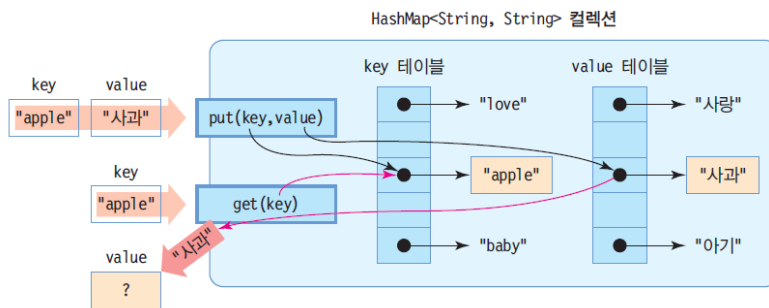 HashMap<String, String> 컬렉션
key 테이블
value 테이블
key
value
"apple"
"사과"
put(key,value)
"love"
"사랑"
key
"apple"
get(key)
"apple"
"사과"
"사과"
value
?
"baby"
"아기"